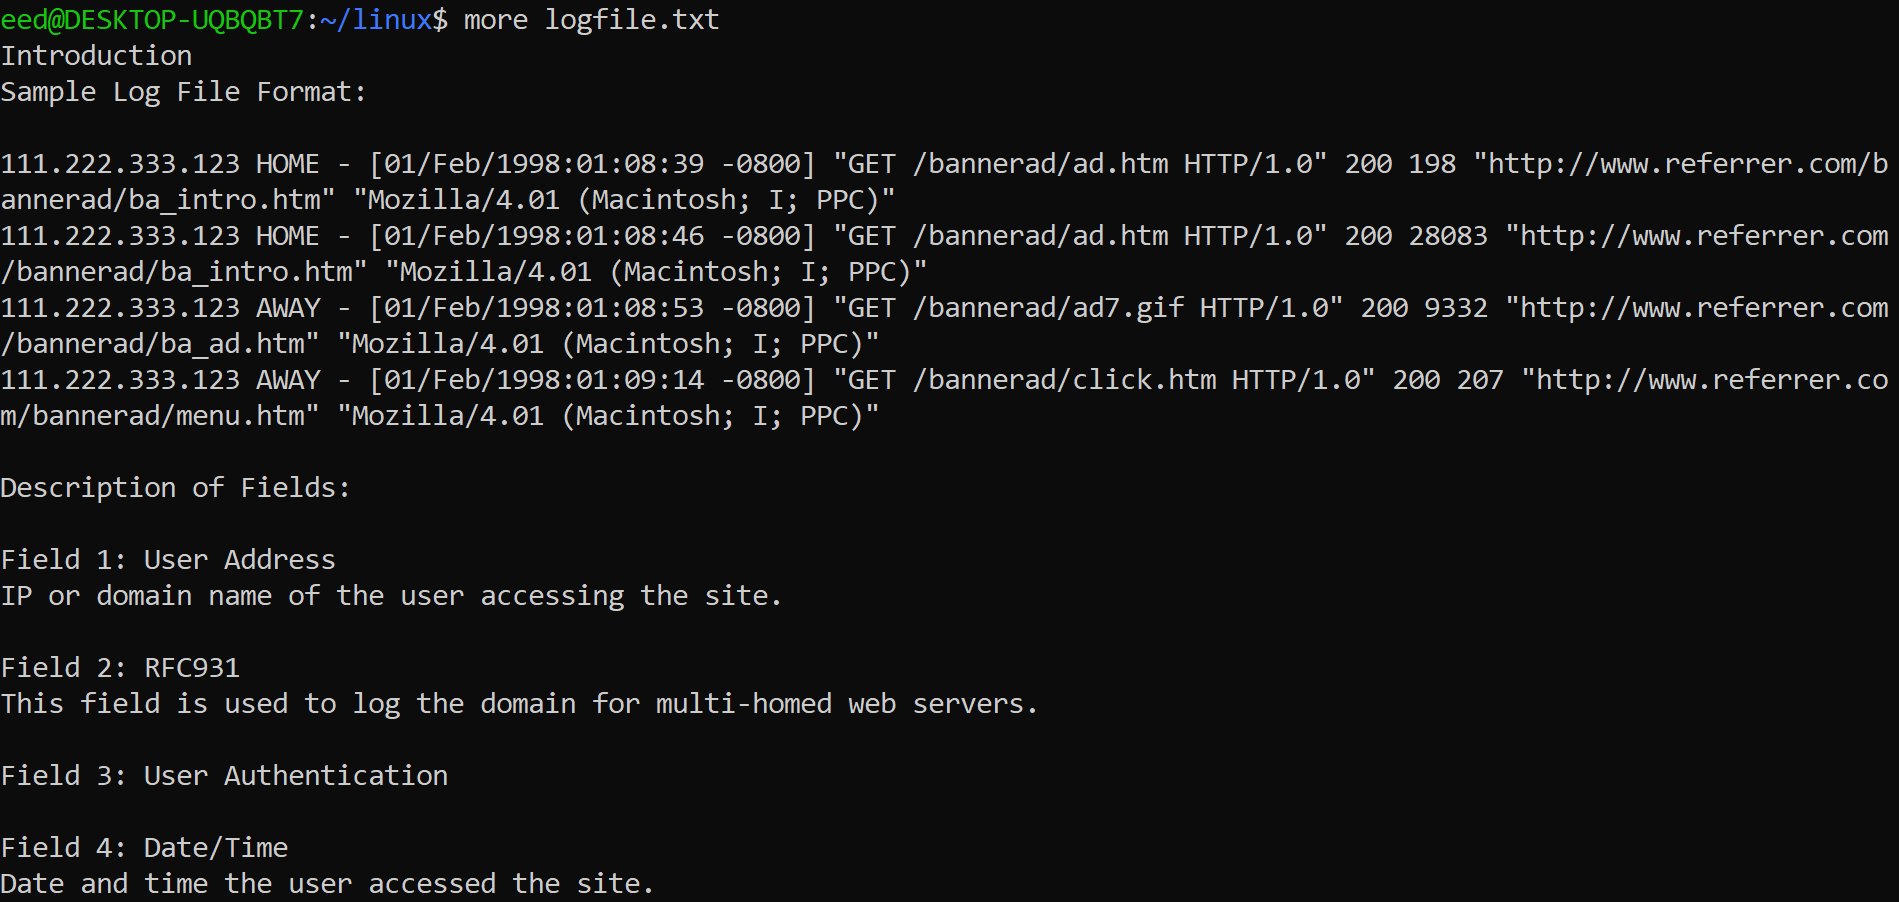 eed@DESKTOP-UQBQBT7:~/linux$ more logfile.txt
Introduction
Sample Log File Format:
111.222.333.123 HOME - [01/Feb/1998:01:08:39 -0800] "GET /bannerad/ad.htm HTTP/1.0" 200 198 "http://www.referrer.com/b
annerad/ba_intro.htm" "Mozilla/4.01 (Macintosh; I; PPC)"
111.222.333.123 HOME - [01/Feb/1998:01:08:46 -0800] "GET /bannerad/ad.htm HTTP/1.0" 200 28083 "http://www.referrer.com
/bannerad/ba_intro.htm" "Mozilla/4.01 (Macintosh; I; PPC)"
111.222.333.123 AWAY - [01/Feb/1998:01:08:53 -0800] "GET /bannerad/ad7.gif HTTP/1.0" 200 9332 "http://www.referrer.com
/bannerad/ba_ad.htm" "Mozilla/4.01 (Macintosh; I; PPC)"
111.222.333.123 AWAY - [01/Feb/1998:01:09:14 -0800] "GET /bannerad/click.htm HTTP/1.0" 200 207 "http://www.referrer.co
m/bannerad/menu.htm" "Mozilla/4.01 (Macintosh; I; PPC)"
Description of Fields:
Field 1: User Address
IP or domain name of the user accessing the site.
Field 2: RFC931
This field is used to log the domain for multi-homed web servers.
Field 3: User Authentication
Field 4: Date/Time
Date and time the user accessed the site.